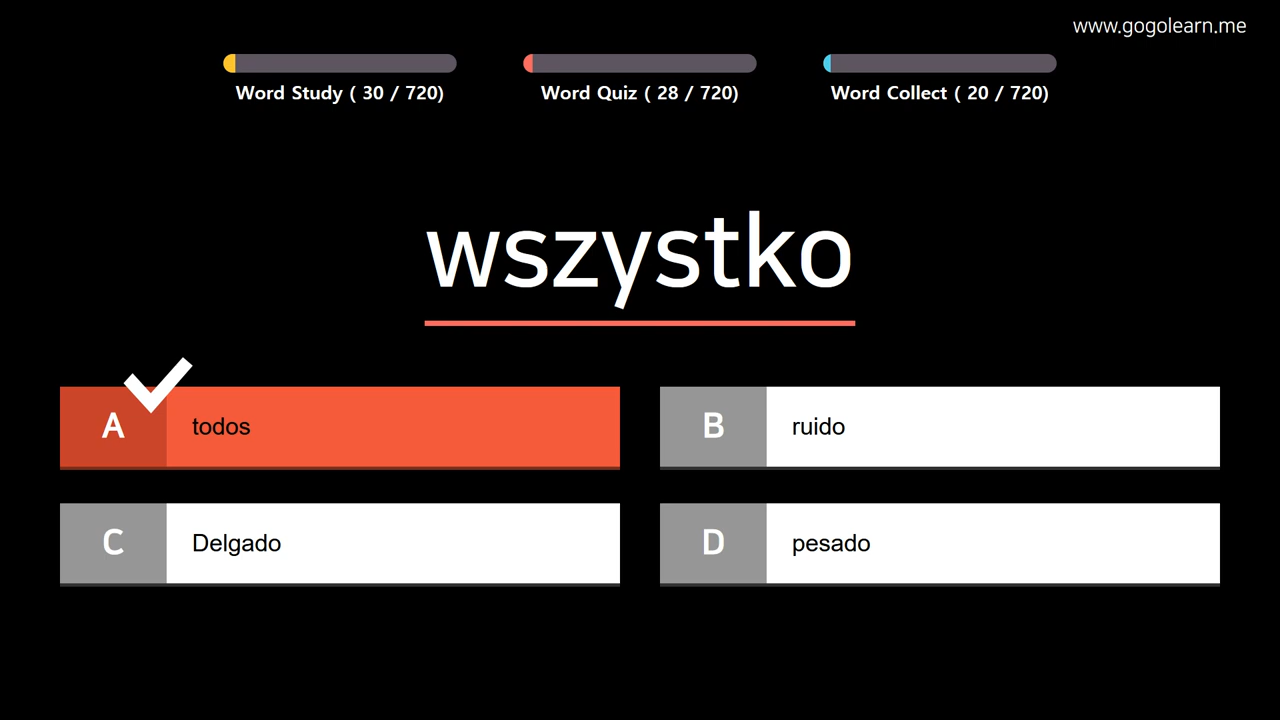 www.gogolearn.me
Word Study ( 30 / 720)
Word Quiz ( 28 / 720)
Word Collect ( 20 / 720)
wszystko
A todos
B ruido
C Delgado
D pesado